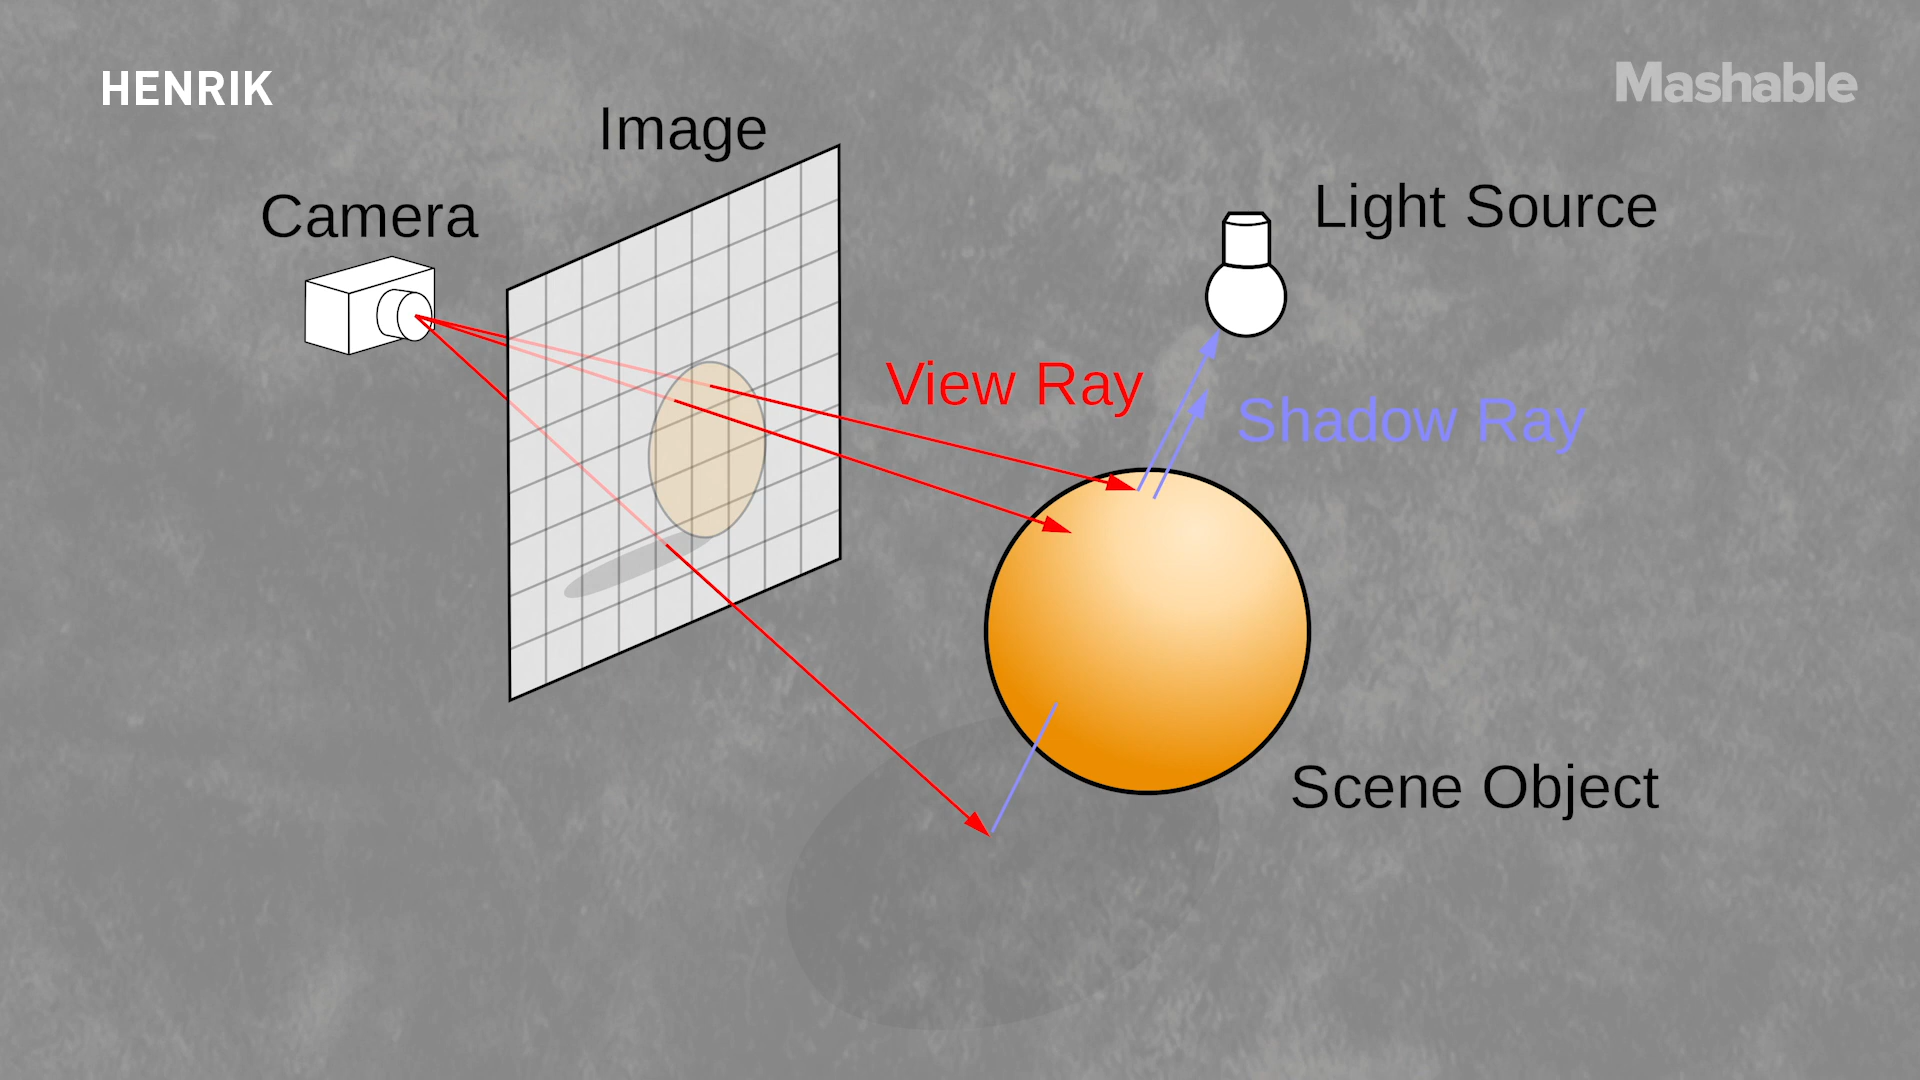 HENRIK
Mashable
Image
Camera
Light Source
View Ray
Shadow Ray
Scene Object